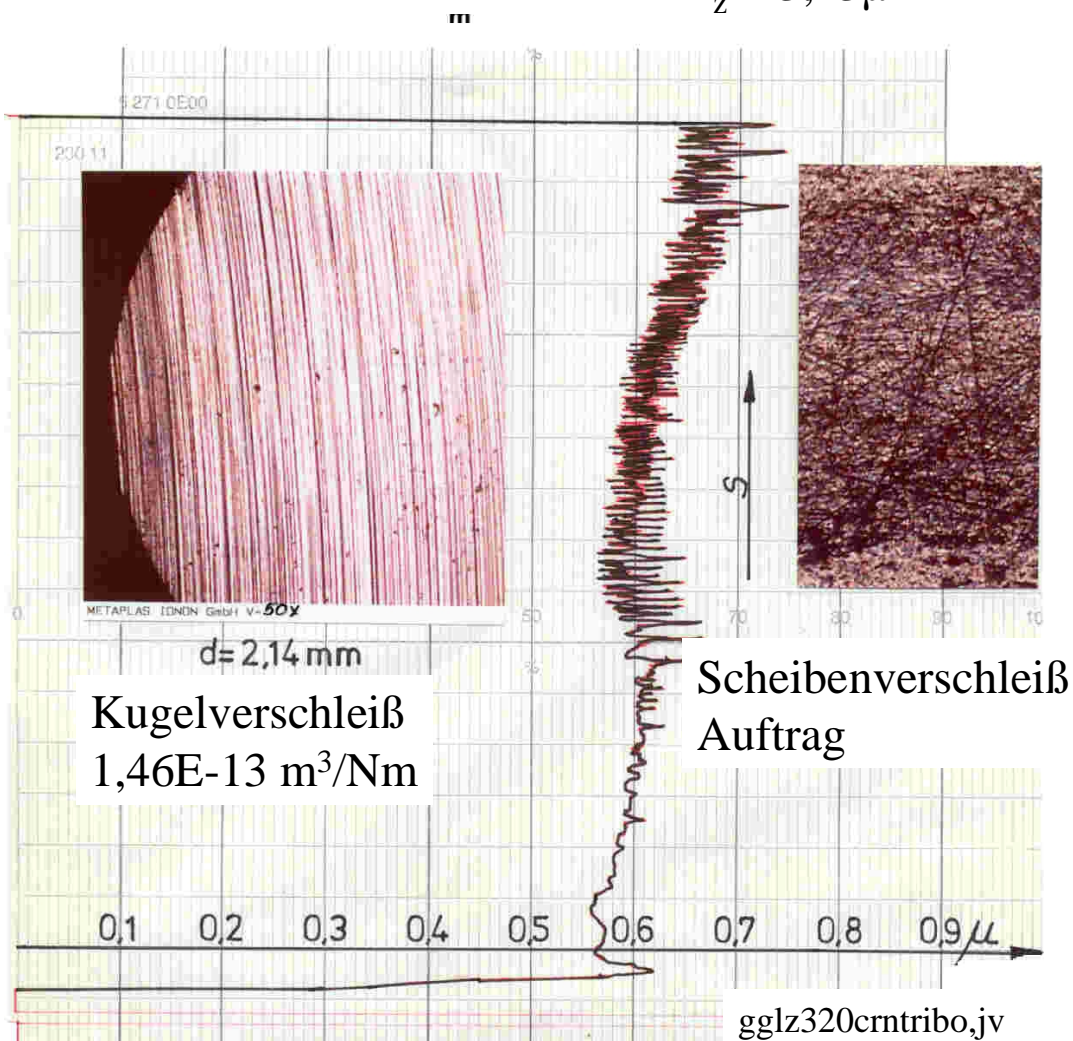 m
z
%
5 271 0E00
230 11
S
METAPLAS IONON GmbH V-50x
0
50
70
80
90
10
d= 2,14 mm
%
Kugelverschleiß
1,46E-13 m³/Nm
Scheibenverschleiß
Auftrag
0,1 0,2 0,3 0,4 0,5 0,6 0,7 0,8 0,9 µ
gglz320crntribo,jv